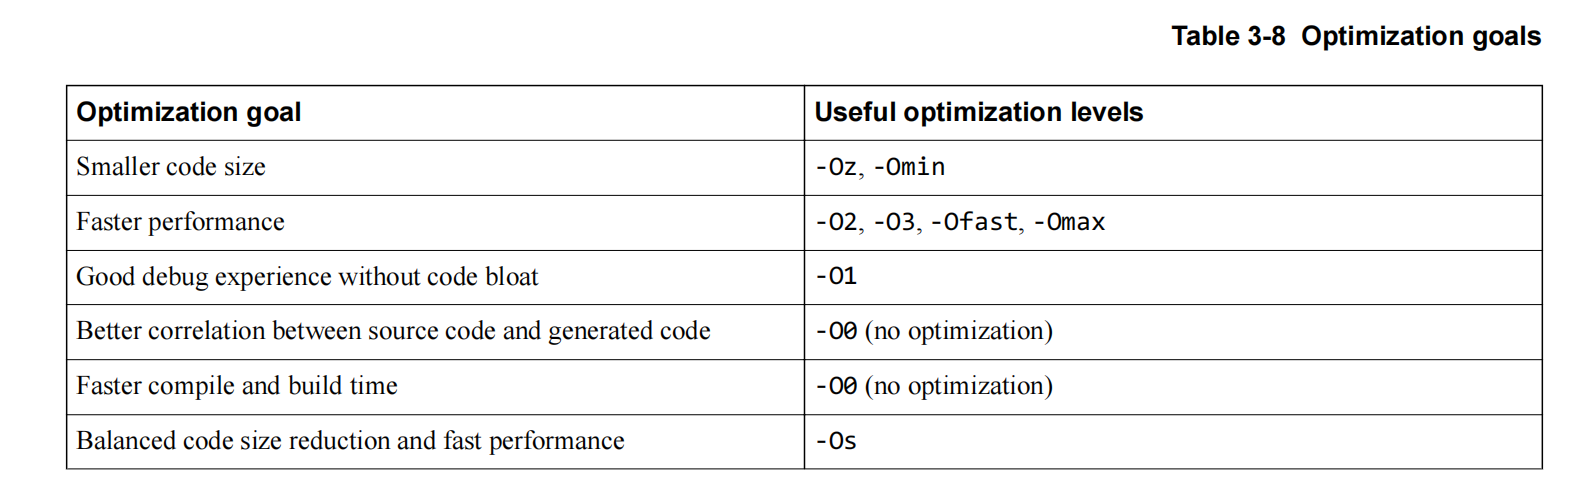 Table 3-8 Optimization goals
Optimization goal Useful optimization levels
Smaller code size -Oz, -Omin
Faster performance -O2, -O3, -Ofast, -Omax
Good debug experience without code bloat -O1
Better correlation between source code and generated code -O0 (no optimization)
Faster compile and build time -O0 (no optimization)
Balanced code size reduction and fast performance -Os